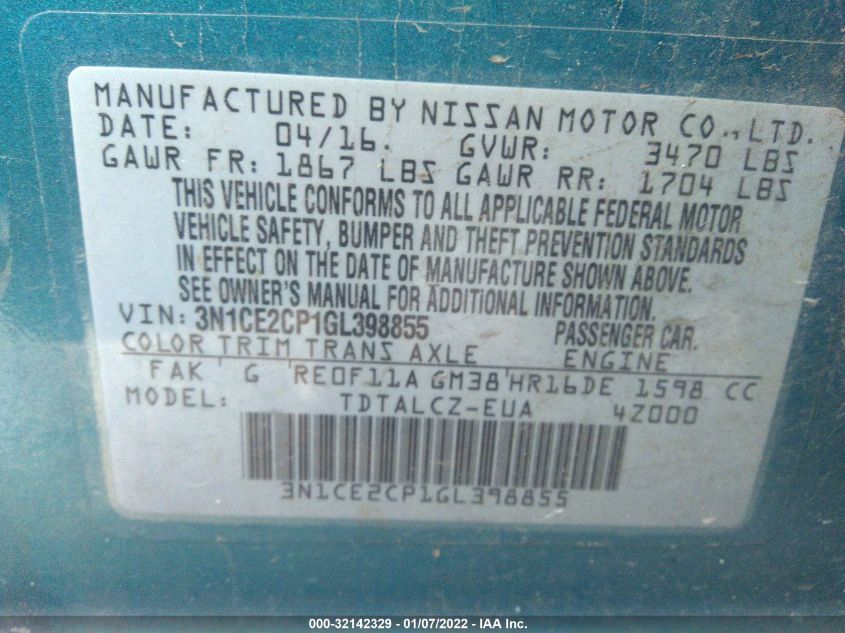 MANUFACTURED BY NISSAN MOTOR CO., LTD.
DATE: 04/16. GVWR: 3470 LBS
GAWR FR: 1867 LBS GAWR RR: 1704 LBS
THIS VEHICLE CONFORMS TO ALL APPLICABLE FEDERAL MOTOR
VEHICLE SAFETY, BUMPER AND THEFT PREVENTION STANDARDS
IN EFFECT ON THE DATE OF MANUFACTURE SHOWN ABOVE.
SEE OWNER'S MANUAL FOR ADDITIONAL INFORMATION.
VIN: 3N1CE2CP1GL398855 PASSENGER CAR.
COLOR TRIM TRANS AXLE ENGINE
FAK G RE0F11A GM38 HR16DE 1598 CC
MODEL: TDTALCZ-EUA 4Z000
3N1CE2CP1GL398855
000-32142329 - 01/07/2022 - IAA Inc.